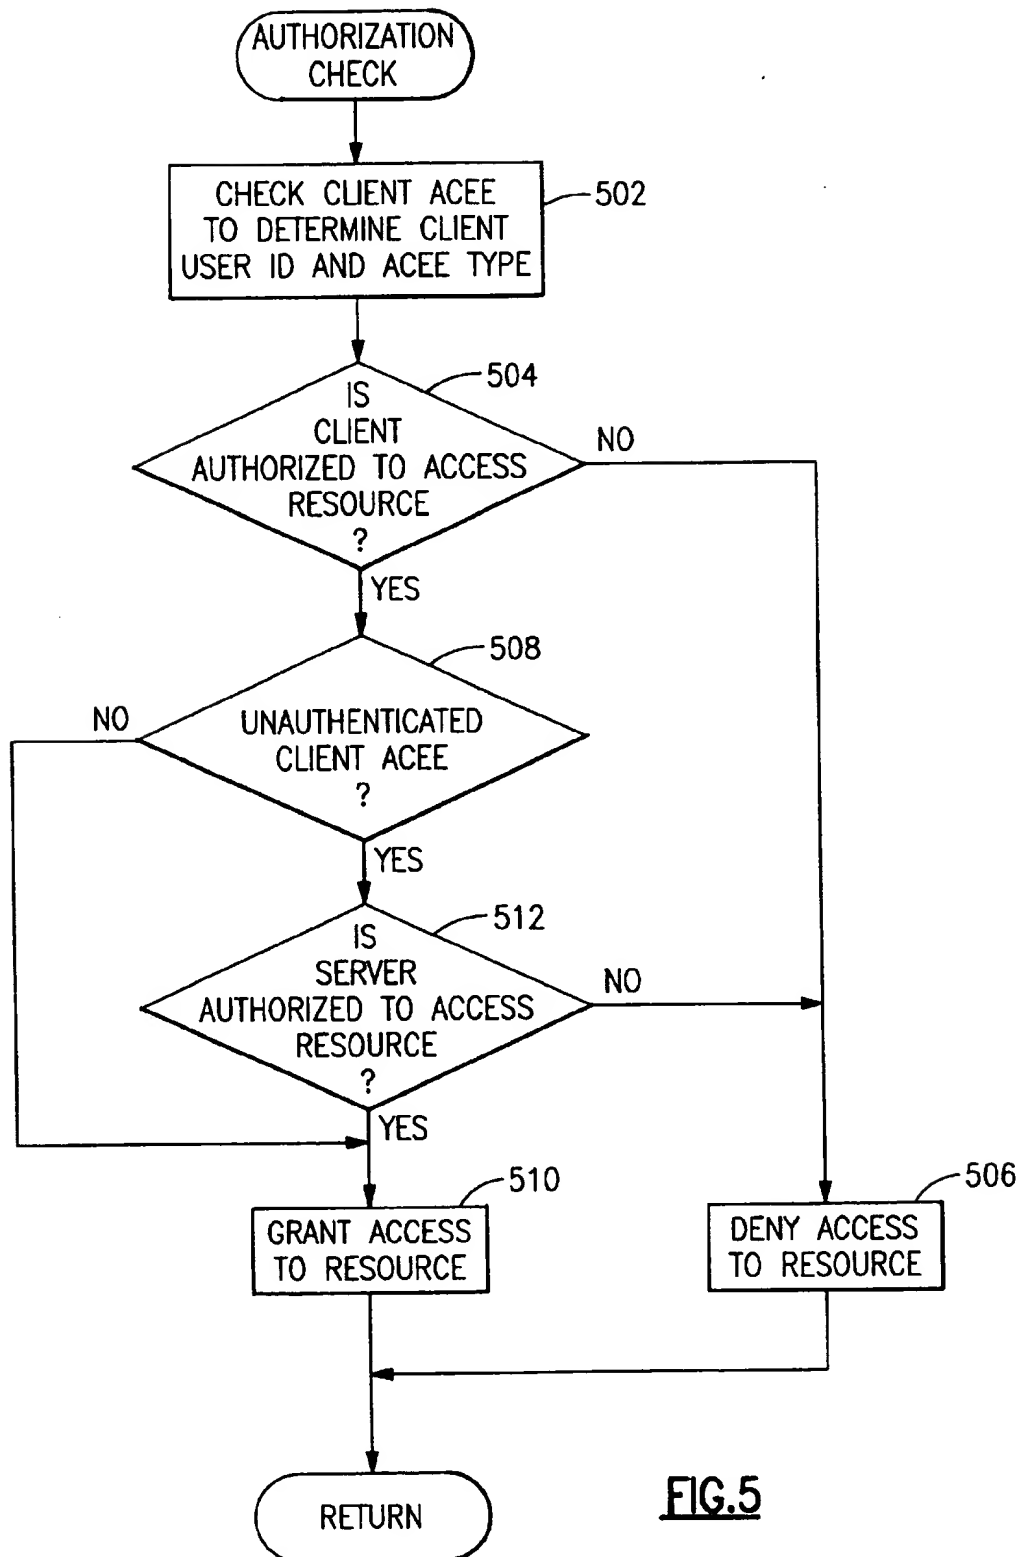 AUTHORIZATION
CHECK
CHECK CLIENT ACEE
TO DETERMINE CLIENT
USER ID AND ACEE TYPE
502
IS
CLIENT
AUTHORIZED TO ACCESS
RESOURCE
?
504
NO
YES
508
NO
UNAUTHENTICATED
CLIENT ACEE
?
YES
512
IS
SERVER
AUTHORIZED TO ACCESS
RESOURCE
?
NO
YES
510
GRANT ACCESS
TO RESOURCE
506
DENY ACCESS
TO RESOURCE
RETURN
FIG.5